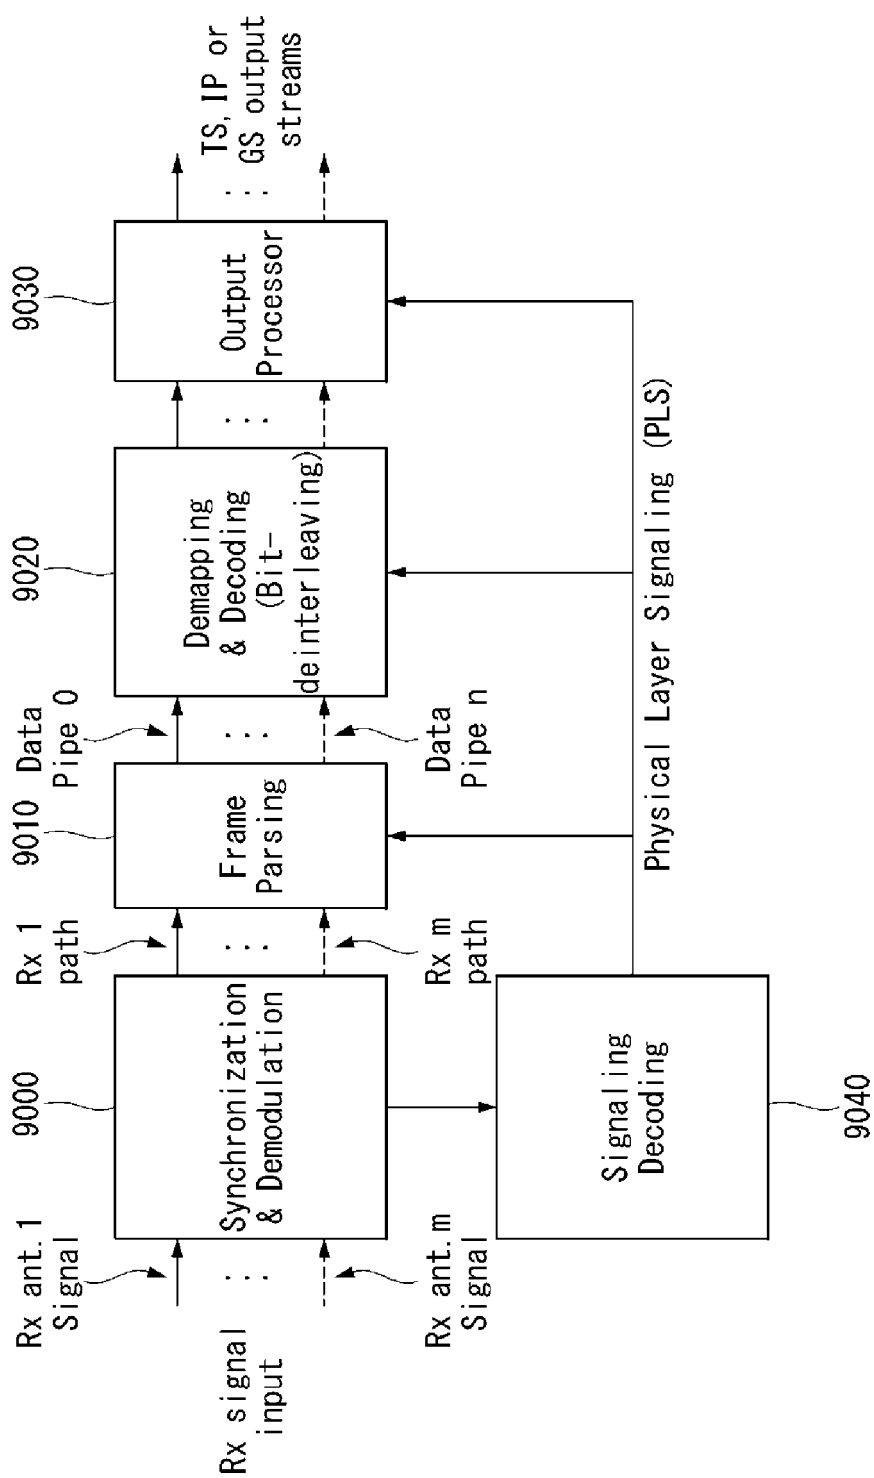 Rx signal
input
Rx ant.1
Signal
Rx ant.m
Signal
9000
Synchronization
& Demodulation
Rx 1
path
Rx m
path
9010
Frame
Parsing
Data
Pipe 0
Data
Pipe n
9020
Demapping
& Decoding
(Bit-
deinterleaving)
9030
Output
Processor
TS, IP or
GS output
streams
Signaling
Decoding
9040
Physical Layer Signaling (PLS)